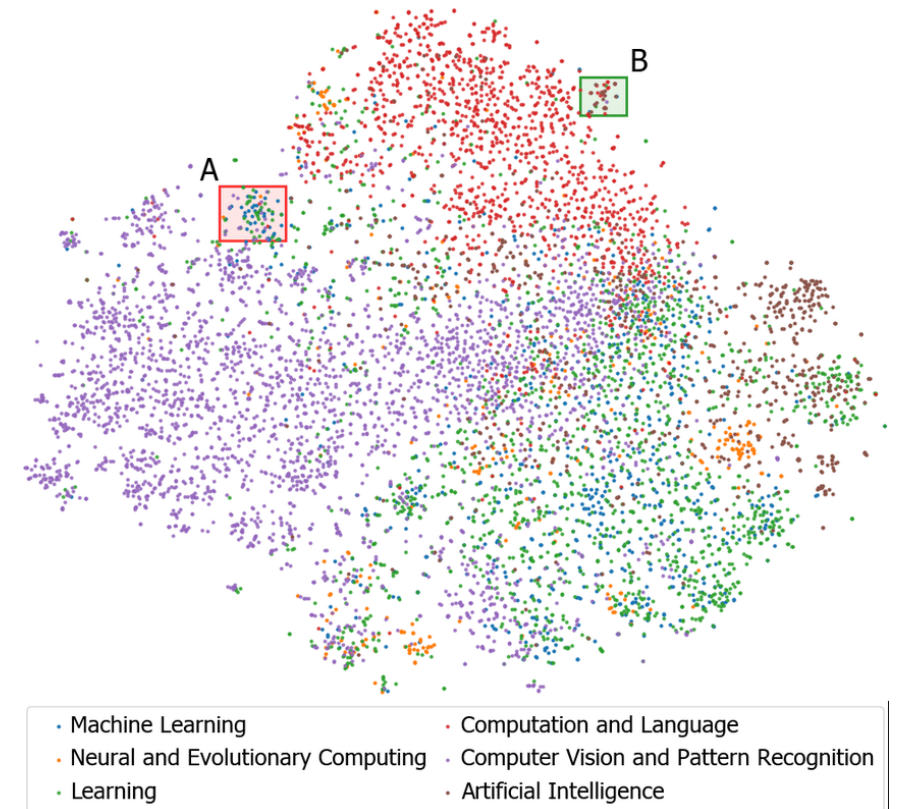 B
A
Machine Learning
Computation and Language
Neural and Evolutionary Computing
Computer Vision and Pattern Recognition
Learning
Artificial Intelligence